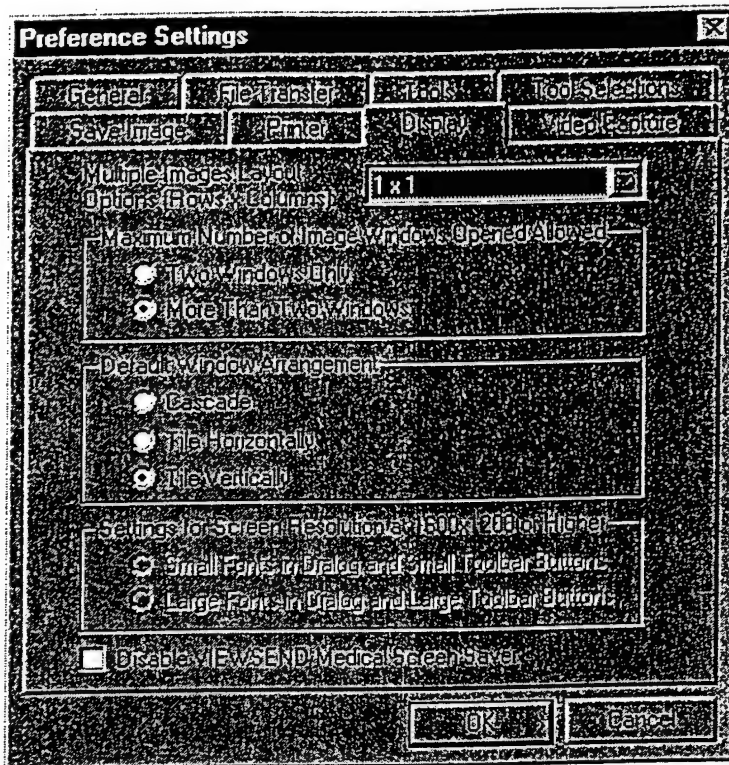 Preference Settings
General File Transfer Tools Tool Selections
Save Image Printer Display Video Capture
Multiple Images Layout
Options (Rows x Columns)
1 x 1
Maximum Number of Image Windows Opened Allowed
Two Windows Only
More Than Two Windows
Default Window Arrangement
Cascade
Tile Horizontally
Tile Vertically
Settings for Screen Resolution at 1600x1200 or Higher
Small Fonts in Dialog and Small Toolbar Buttons
Large Fonts in Dialog and Large Toolbar Buttons
Disable VIEWSEND Medical Screen Saver
OK Cancel